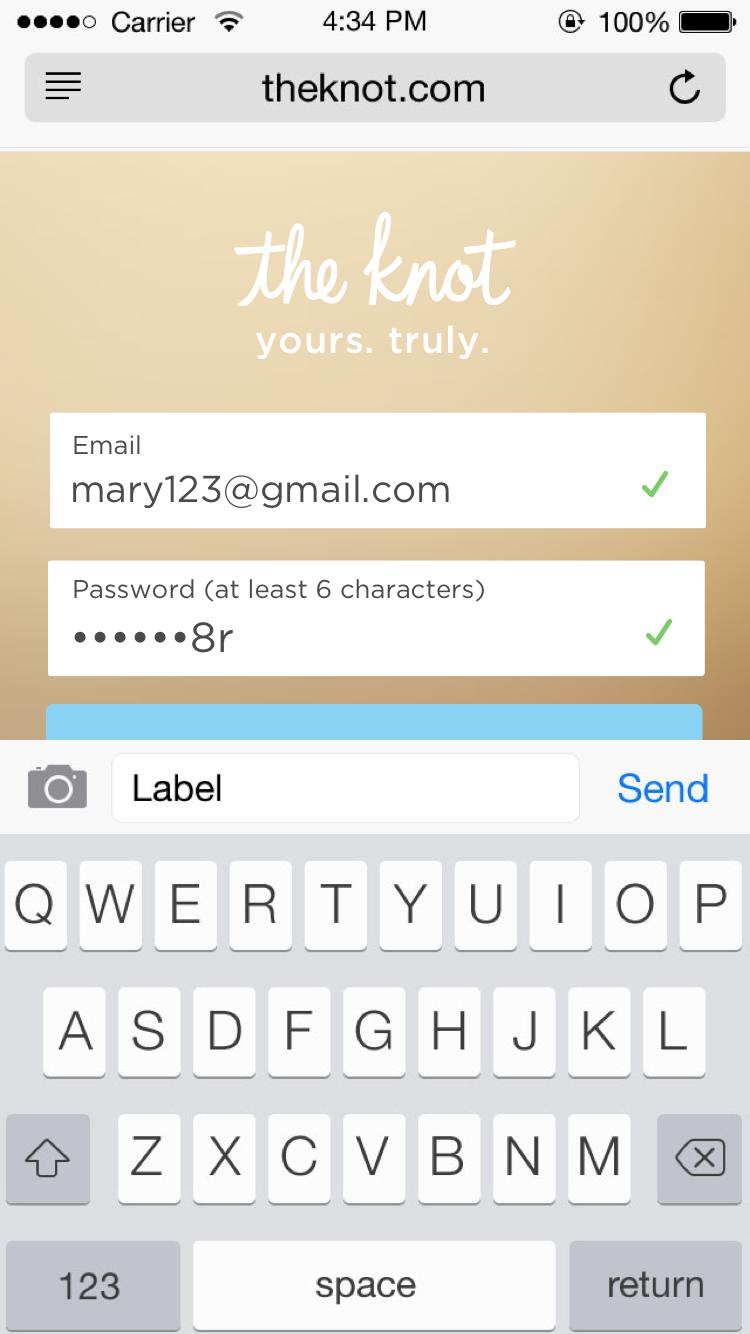 Carrier 4:34 PM 100%
theknot.com
the knot
yours. truly.
Email
mary123@gmail.com
Password (at least 6 characters)
••••••8r
Label Send
Q W E R T Y U I O P
A S D F G H J K L
Z X C V B N M
123 space return